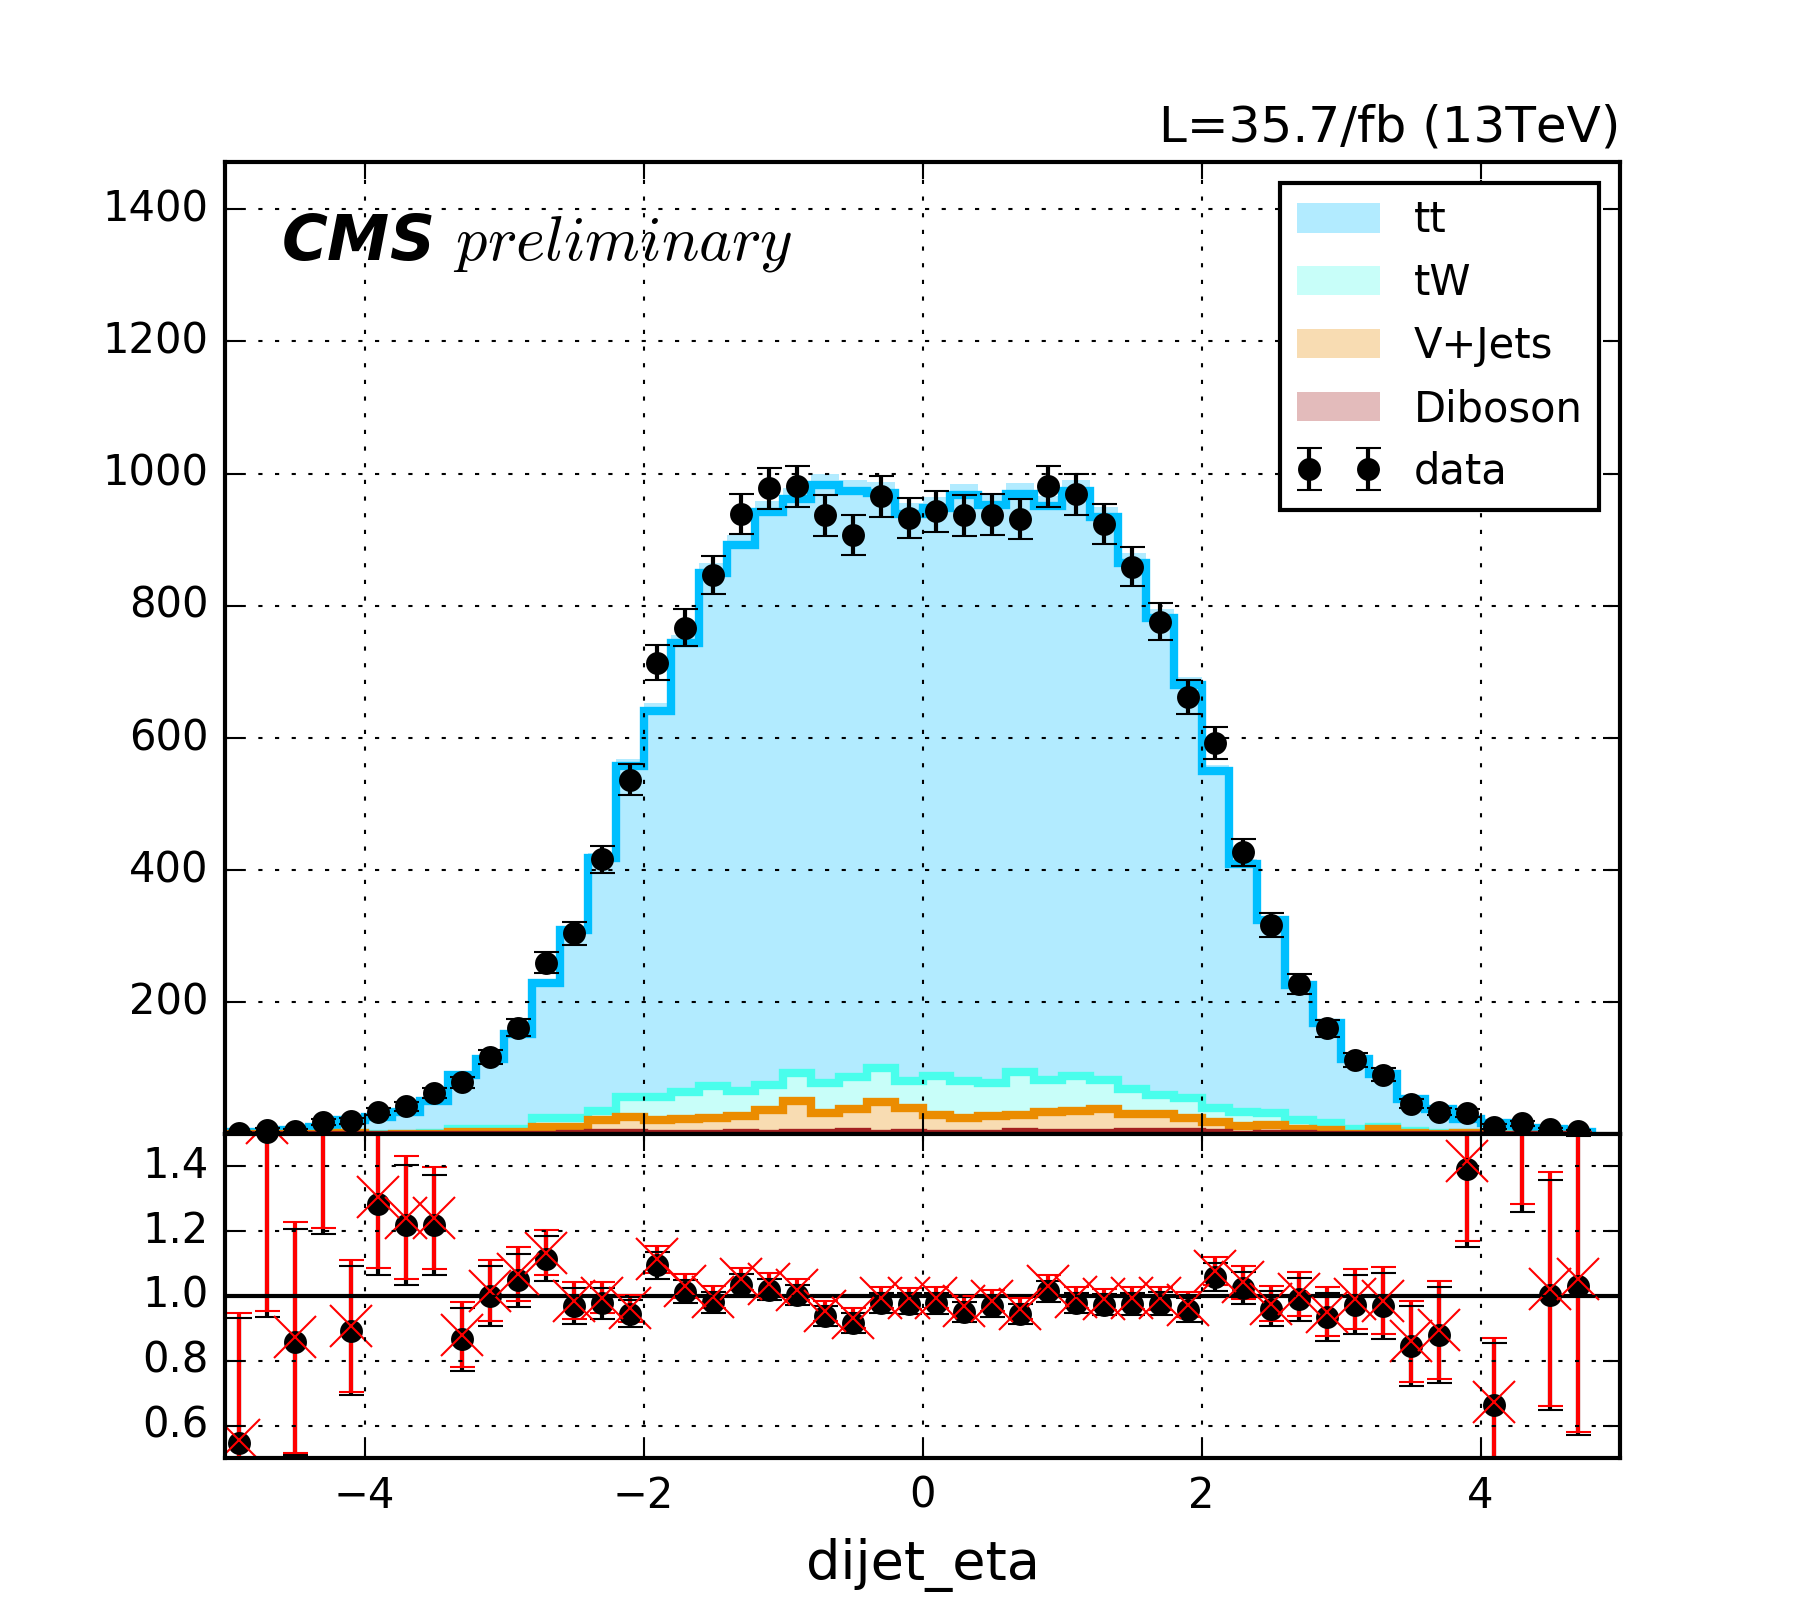 L=35.7/fb (13TeV)
CMS preliminary
1400
1200
1000
800
600
400
200
tt
tW
V+Jets
Diboson
data
1.4
1.2
1.0
0.8
0.6
−4 −2 0 2 4
dijet_eta